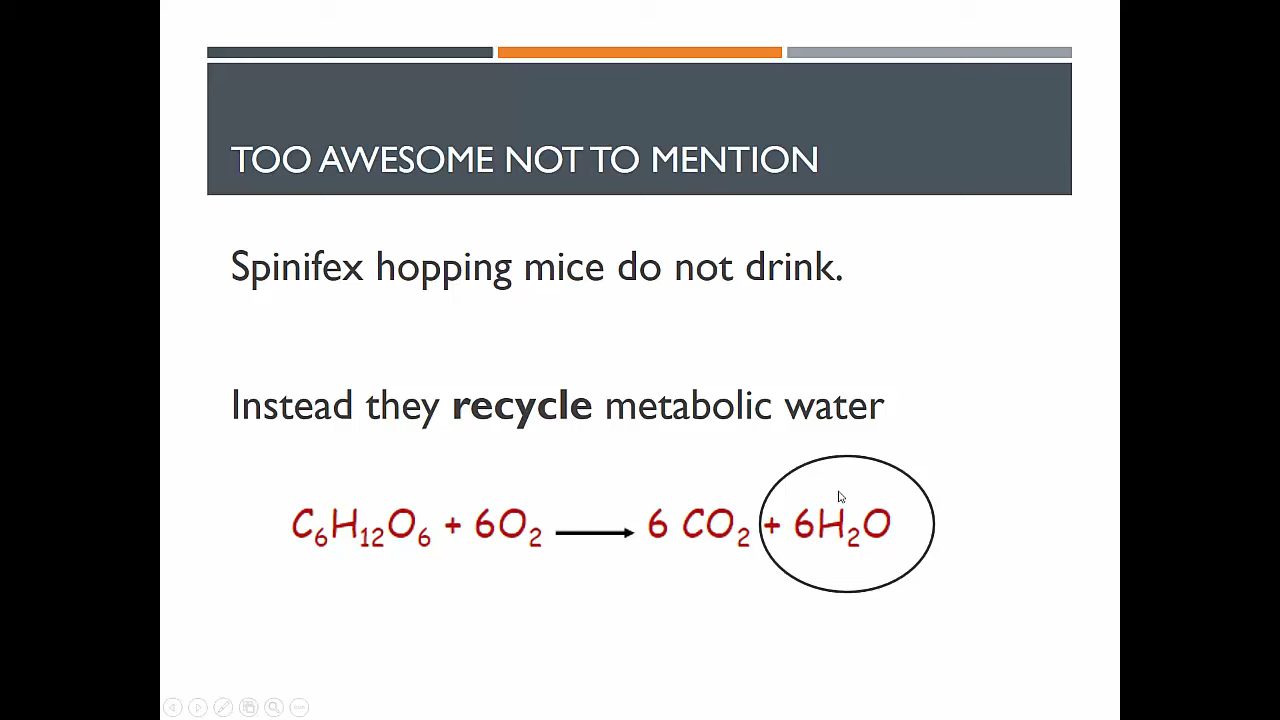 TOO AWESOME NOT TO MENTION
Spinifex hopping mice do not drink.
Instead they recycle metabolic water
C₆H₁₂O₆ + 6O₂ ⟶ 6 CO₂ + 6H₂O